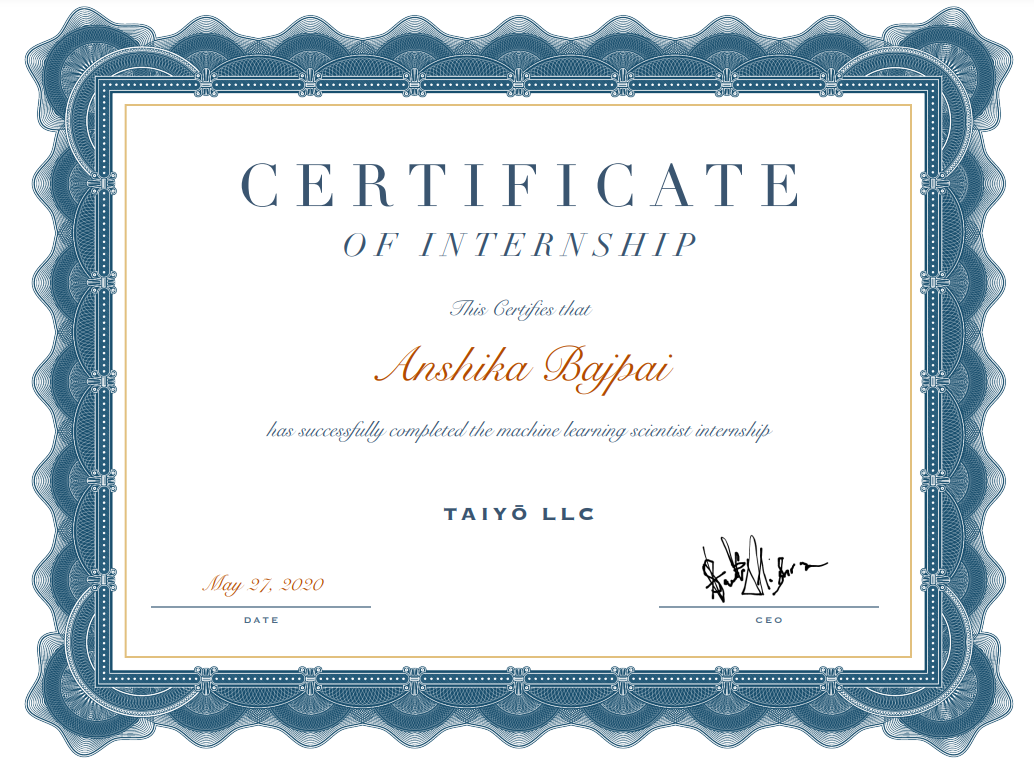 CERTIFICATE
OF INTERNSHIP
This Certifies that
Anshika Bajpai
has successfully completed the machine learning scientist internship
TAIYŌ LLC
May 27, 2020
DATE
CEO